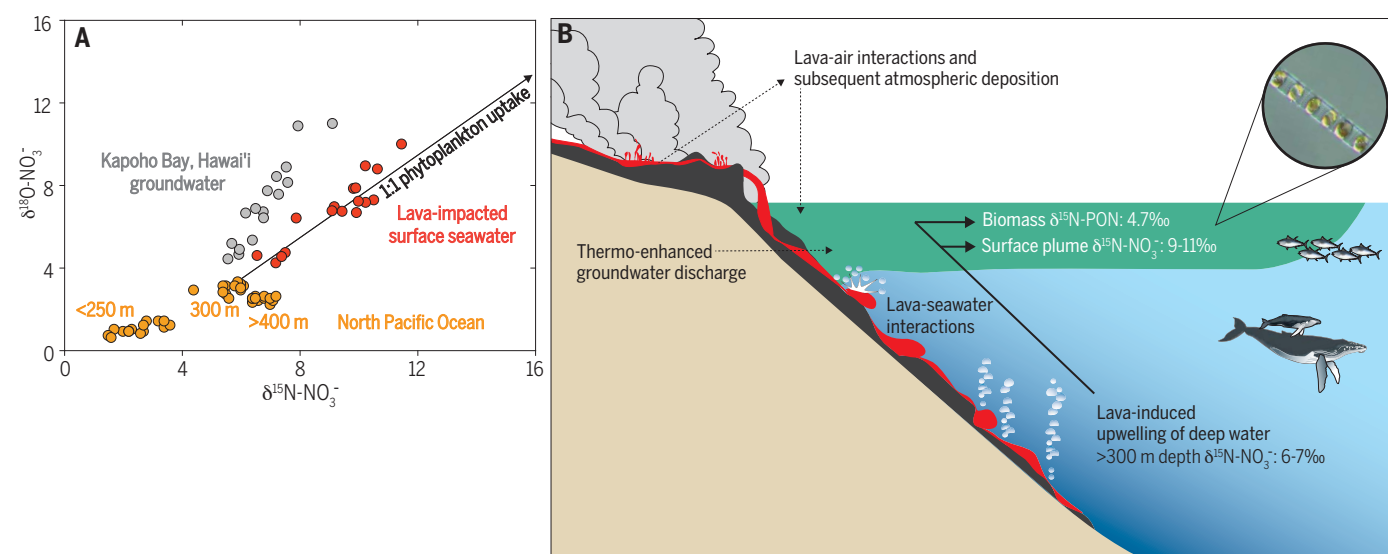 A
16
12
8
4
0
δ¹⁸O-NO₃⁻
0
4
8
12
16
δ¹⁵N-NO₃⁻
Kapoho Bay, Hawai'i
groundwater
1:1 phytoplankton uptake
Lava-impacted
surface seawater
<250 m
300 m
>400 m
North Pacific Ocean
B
Lava-air interactions and
subsequent atmospheric deposition
Thermo-enhanced
groundwater discharge
Biomass δ¹⁵N-PON: 4.7‰
Surface plume δ¹⁵N-NO₃⁻: 9-11‰
Lava-seawater
interactions
Lava-induced
upwelling of deep water
>300 m depth δ¹⁵N-NO₃⁻: 6-7‰